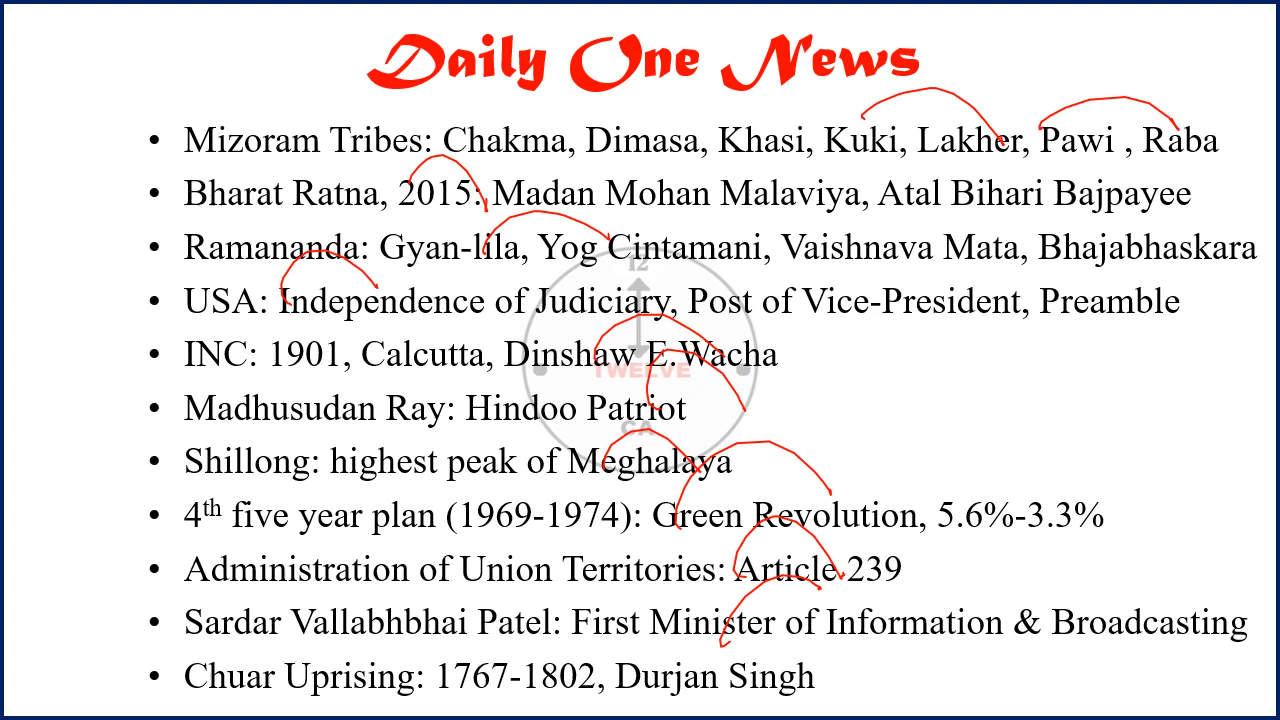 Daily One News
• Mizoram Tribes: Chakma, Dimasa, Khasi, Kuki, Lakher, Pawi , Raba
• Bharat Ratna, 2015: Madan Mohan Malaviya, Atal Bihari Bajpayee
• Ramananda: Gyan-lila, Yog Cintamani, Vaishnava Mata, Bhajabhaskara
• USA: Independence of Judiciary, Post of Vice-President, Preamble
• INC: 1901, Calcutta, Dinshaw E.Wacha
• Madhusudan Ray: Hindoo Patriot
• Shillong: highest peak of Meghalaya
• 4th five year plan (1969-1974): Green Revolution, 5.6%-3.3%
• Administration of Union Territories: Article.239
• Sardar Vallabhbhai Patel: First Minister of Information & Broadcasting
• Chuar Uprising: 1767-1802, Durjan Singh
12
TWELVE
CA